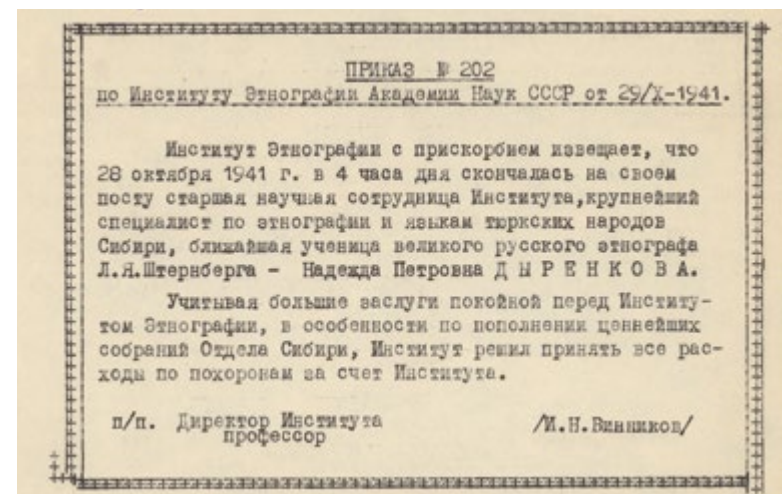 ПРИКАЗ № 202
по Институту Этнографии Академии Наук СССР от 29/X-1941.
Институт Этнографии с прискорбием извещает, что
28 октября 1941 г. в 4 часа дня скончалась на своем
посту старшая научная сотрудница Института,крупнейший
специалист по этнографии и языкам тюркских народов
Сибири, ближайшая ученица великого русского этнографа
Л.Я.Штернберга - Надежда Петровна Д Ы Р Е Н К О В А.
Учитывая большие заслуги покойной перед Институ-
том Этнографии, в особенности по пополнении ценнейших
собраний Отдела Сибири, Институт решил принять все рас-
ходы по похоронам за счет Института.
п/п. Директор Института /И.Н.Винников/
профессор